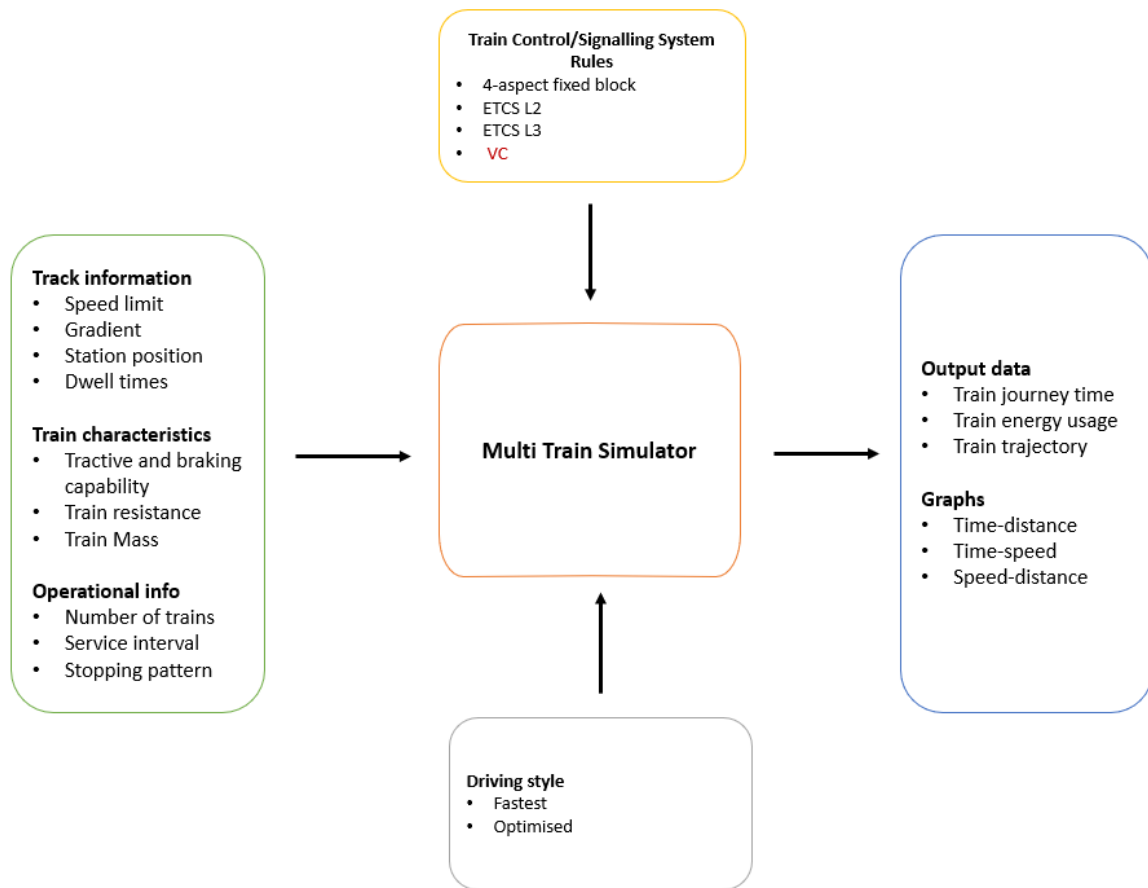 Train Control/Signalling System
Rules
• 4-aspect fixed block
• ETCS L2
• ETCS L3
• VC
Track information
• Speed limit
• Gradient
• Station position
• Dwell times
Train characteristics
• Tractive and braking
capability
• Train resistance
• Train Mass
Operational info
• Number of trains
• Service interval
• Stopping pattern
Multi Train Simulator
Output data
• Train journey time
• Train energy usage
• Train trajectory
Graphs
• Time-distance
• Time-speed
• Speed-distance
Driving style
• Fastest
• Optimised